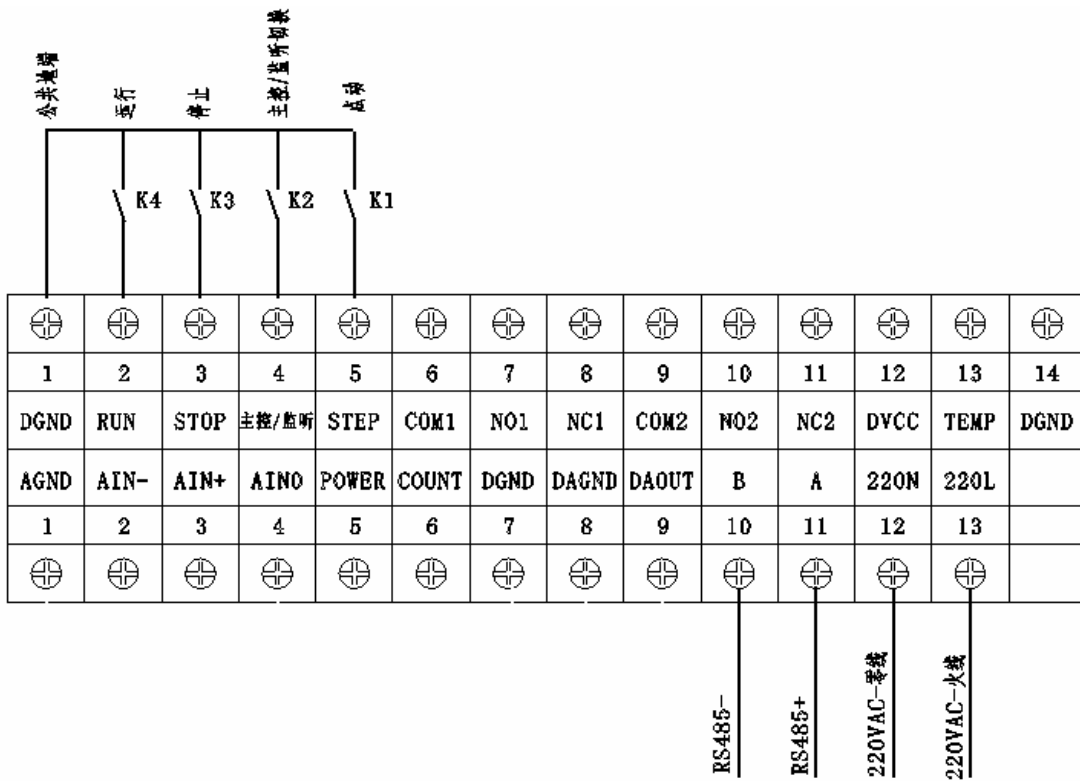 公共地端
运行
停止
主控/监听切换
点动
K4 K3 K2 K1
1 2 3 4 5 6 7 8 9 10 11 12 13 14
DGND RUN STOP 主控/监听 STEP COM1 NO1 NC1 COM2 NO2 NC2 DVCC TEMP DGND
AGND AIN- AIN+ AIN0 POWER COUNT DGND DAGND DAOUT B A 220N 220L
1 2 3 4 5 6 7 8 9 10 11 12 13
RS485-
RS485+
220VAC-零线
220VAC-火线